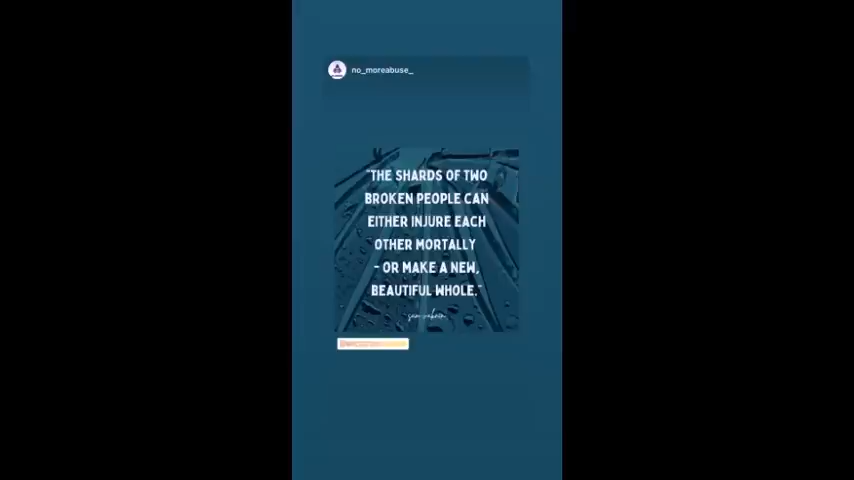 no_moreabuse_
"THE SHARDS OF TWO
BROKEN PEOPLE CAN
EITHER INJURE EACH
OTHER MORTALLY
- OR MAKE A NEW,
BEAUTIFUL WHOLE."